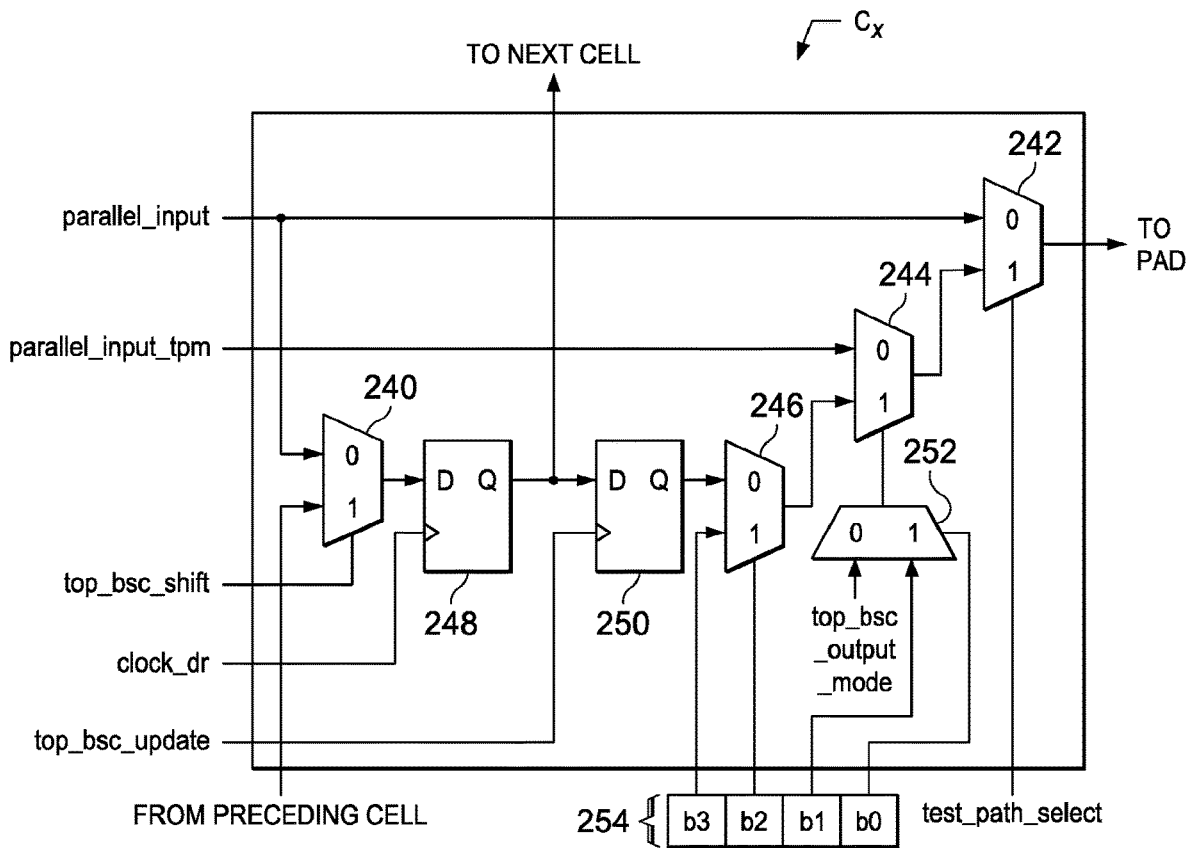 Cx
TO NEXT CELL
242
parallel_input
0
1
TO
PAD
244
parallel_input_tpm
0
1
240
0
1
246
0
1
252
0 1
D Q
D Q
top_bsc_shift
248
250
top_bsc
_output
_mode
clock_dr
top_bsc_update
FROM PRECEDING CELL
254
b3 b2 b1 b0
test_path_select